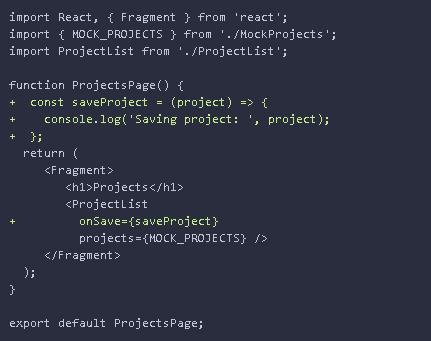 import React, { Fragment } from 'react';
import { MOCK_PROJECTS } from './MockProjects';
import ProjectList from './ProjectList';

function ProjectsPage() {
+  const saveProject = (project) => {
+    console.log('Saving project: ', project);
+  };
  return (
     <Fragment>
        <h1>Projects</h1>
        <ProjectList
+         onSave={saveProject}
          projects={MOCK_PROJECTS} />
     </Fragment>
  );
}

export default ProjectsPage;